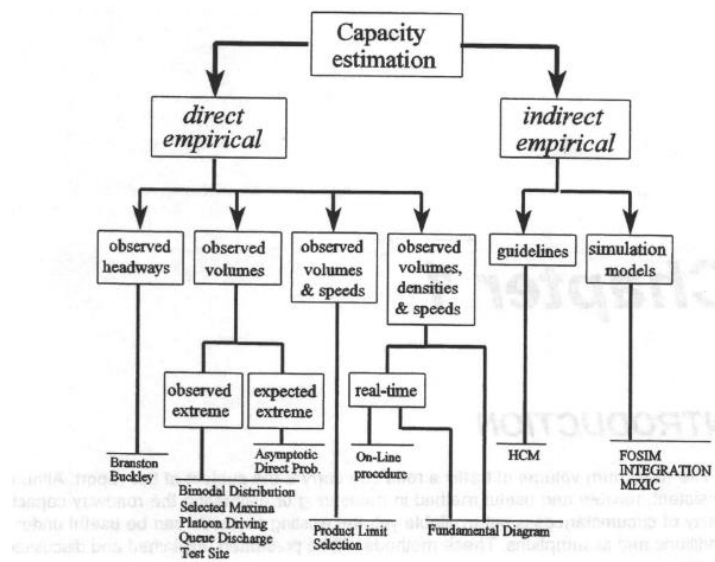 Capacity
estimation
direct
empirical
indirect
empirical
observed
headways
observed
volumes
observed
volumes
& speeds
observed
volumes,
densities
& speeds
guidelines
simulation
models
hapter
NTRODUCTION
observed
extreme
expected
extreme
real-time
Branston
Buckley
Asymptotic
Direct Prob.
On-Line
procedure
HCM
FOSIM
INTEGRATION
MIXIC
Bimodal Distribution
Selected Maxima
Platoon Driving
Queue Discharge
Test Site
Product Limit
Selection
Fundamental Diagram